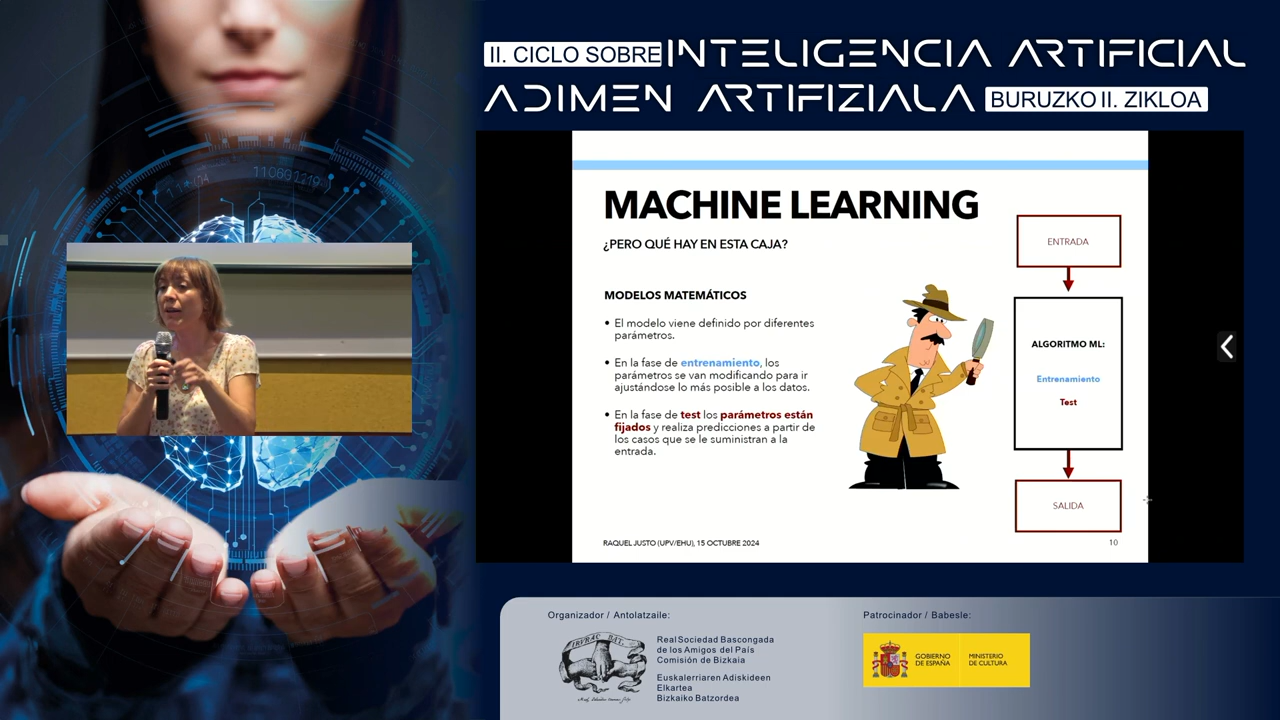 II. CICLO SOBRE INTELIGENCIA ARTIFICIAL
ADIMEN ARTIFIZIALA BURUZKO II. ZIKLOA
MACHINE LEARNING
¿PERO QUÉ HAY EN ESTA CAJA?
MODELOS MATEMÁTICOS
• El modelo viene definido por diferentes
parámetros.
• En la fase de entrenamiento, los
parámetros se van modificando para ir
ajustándose lo más posible a los datos.
• En la fase de test los parámetros están
fijados y realiza predicciones a partir de
los casos que se le suministran a la
entrada.
ENTRADA
ALGORITMO ML:
Entrenamiento
Test
SALIDA
RAQUEL JUSTO (UPV/EHU), 15 OCTUBRE 2024
10
Organizador / Antolatzaile:
Real Sociedad Bascongada
de los Amigos del País
Comisión de Bizkaia
Euskalerriaren Adiskideen
Elkartea
Bizkaiko Batzordea
Patrocinador / Babesle:
GOBIERNO
DE ESPAÑA
MINISTERIO
DE CULTURA